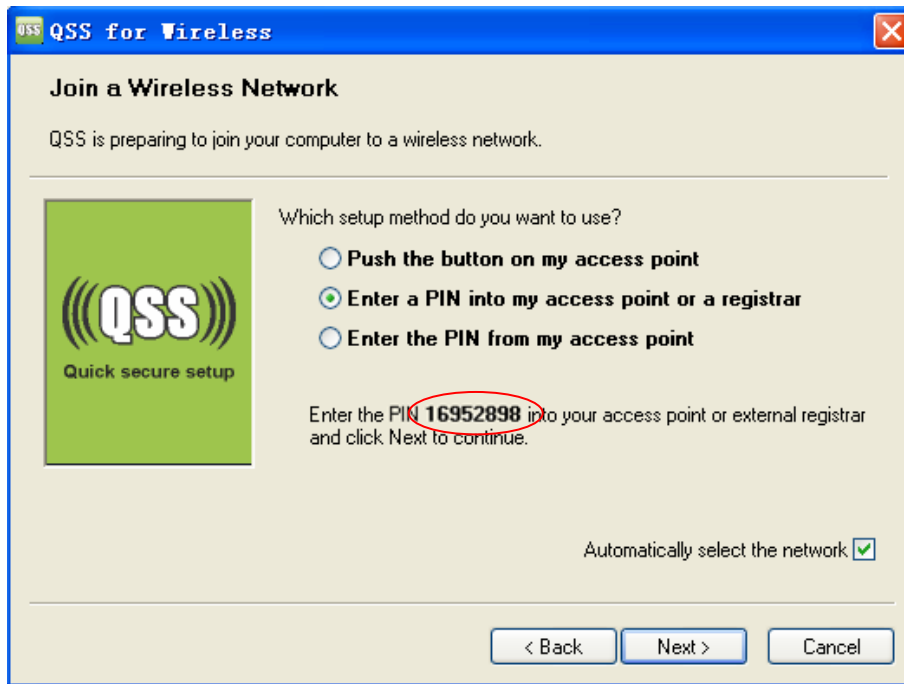 QSS QSS for Wireless
Join a Wireless Network
QSS is preparing to join your computer to a wireless network.
Which setup method do you want to use?
Push the button on my access point
Enter a PIN into my access point or a registrar
Enter the PIN from my access point
(((QSS)))
Quick secure setup
Enter the PIN 16952898 into your access point or external registrar
and click Next to continue.
Automatically select the network
< Back Next > Cancel